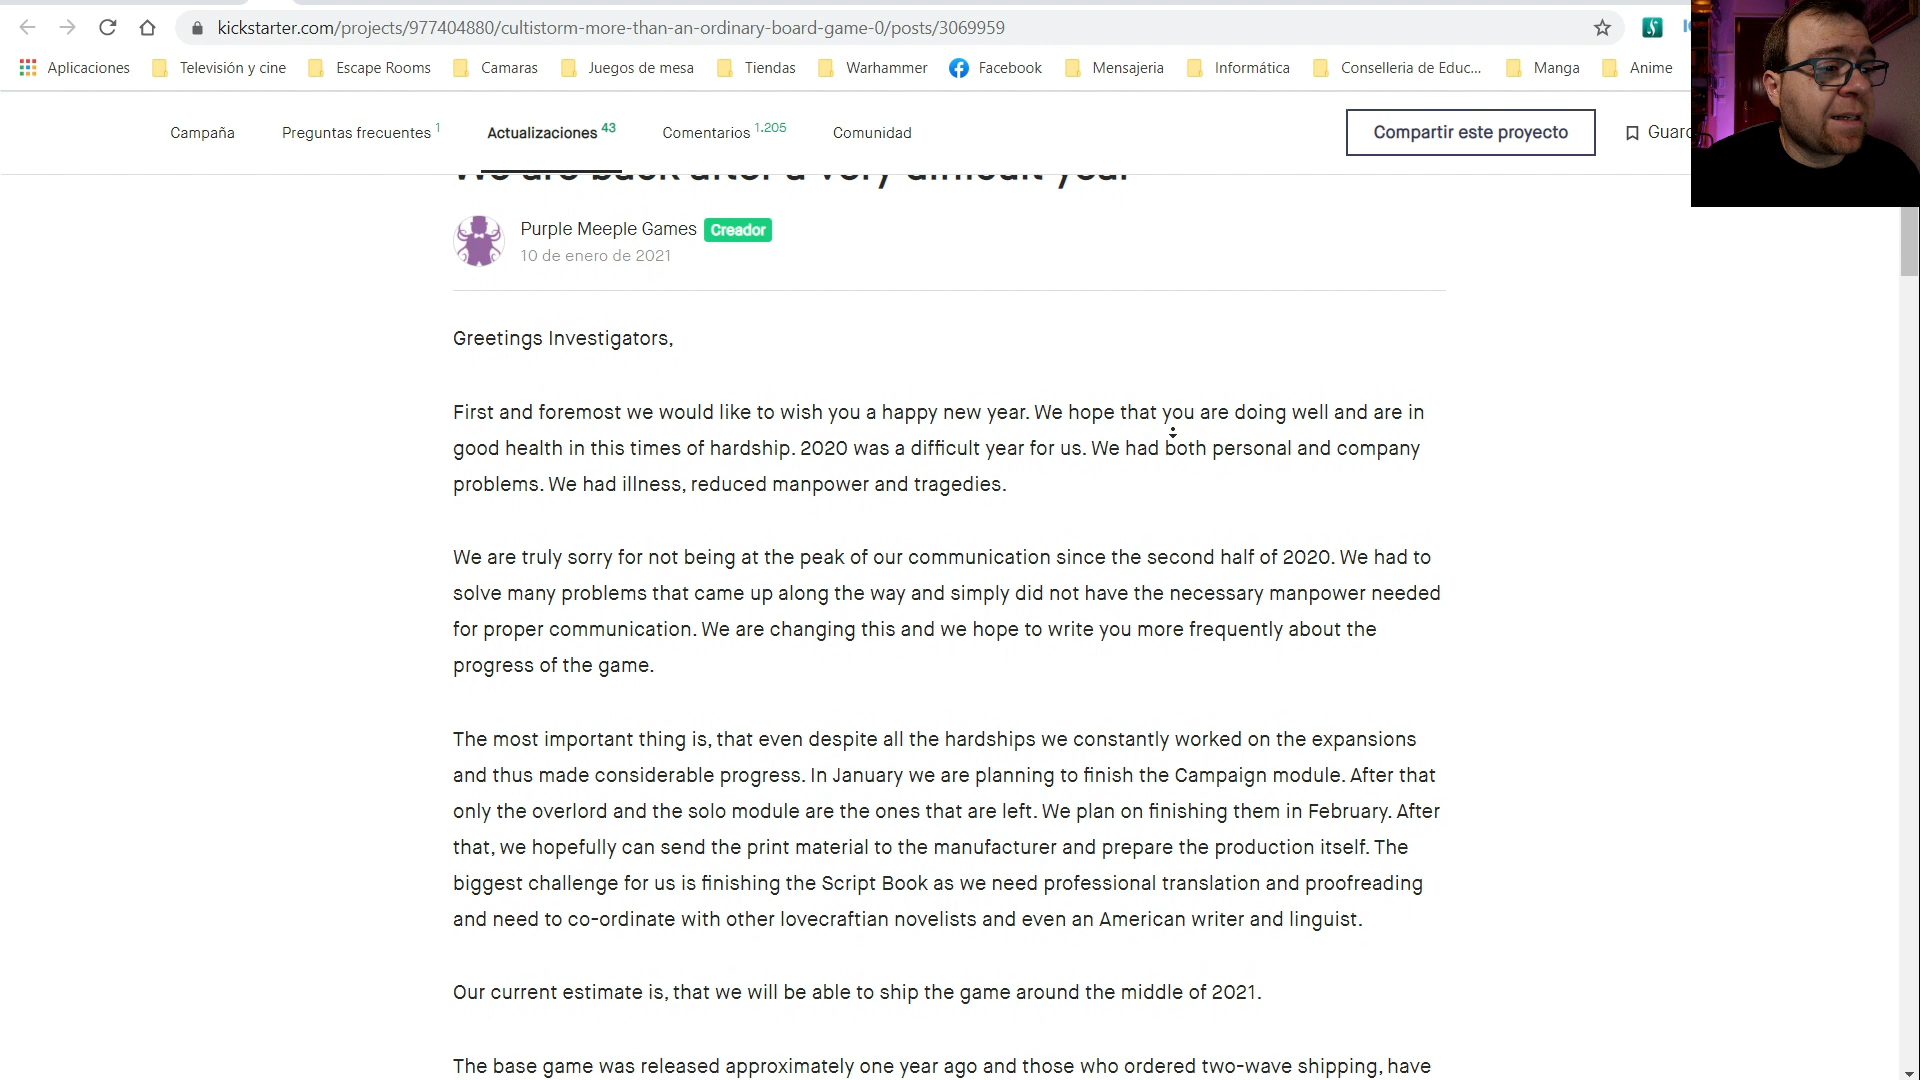 kickstarter.com/projects/977404880/cultistorm-more-than-an-ordinary-board-game-0/posts/3069959
Aplicaciones Televisión y cine Escape Rooms Camaras Juegos de mesa Tiendas Warhammer Facebook Mensajeria Informática Conselleria de Educ... Manga Anime
Campaña Preguntas frecuentes 1 Actualizaciones 43 Comentarios 1.205 Comunidad Compartir este proyecto
We are back after a very difficult year
Purple Meeple Games Creador
10 de enero de 2021
Greetings Investigators,
First and foremost we would like to wish you a happy new year. We hope that you are doing well and are in
good health in this times of hardship. 2020 was a difficult year for us. We had both personal and company
problems. We had illness, reduced manpower and tragedies.
We are truly sorry for not being at the peak of our communication since the second half of 2020. We had to
solve many problems that came up along the way and simply did not have the necessary manpower needed
for proper communication. We are changing this and we hope to write you more frequently about the
progress of the game.
The most important thing is, that even despite all the hardships we constantly worked on the expansions
and thus made considerable progress. In January we are planning to finish the Campaign module. After that
only the overlord and the solo module are the ones that are left. We plan on finishing them in February. After
that, we hopefully can send the print material to the manufacturer and prepare the production itself. The
biggest challenge for us is finishing the Script Book as we need professional translation and proofreading
and need to co-ordinate with other lovecraftian novelists and even an American writer and linguist.
Our current estimate is, that we will be able to ship the game around the middle of 2021.
The base game was released approximately one year ago and those who ordered two-wave shipping, have